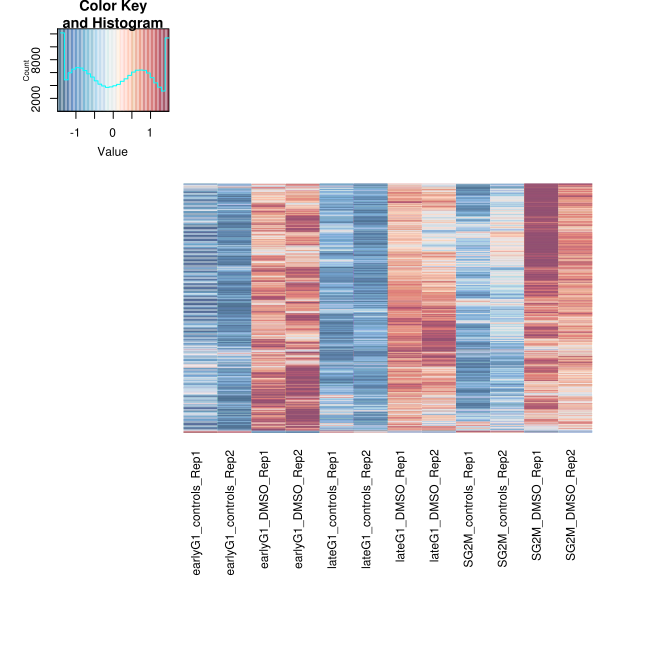 Color Key
and Histogram
Count
2000
8000
-1
0
1
Value
earlyG1_controls_Rep1
earlyG1_controls_Rep2
earlyG1_DMSO_Rep1
earlyG1_DMSO_Rep2
lateG1_controls_Rep1
lateG1_controls_Rep2
lateG1_DMSO_Rep1
lateG1_DMSO_Rep2
SG2M_controls_Rep1
SG2M_controls_Rep2
SG2M_DMSO_Rep1
SG2M_DMSO_Rep2